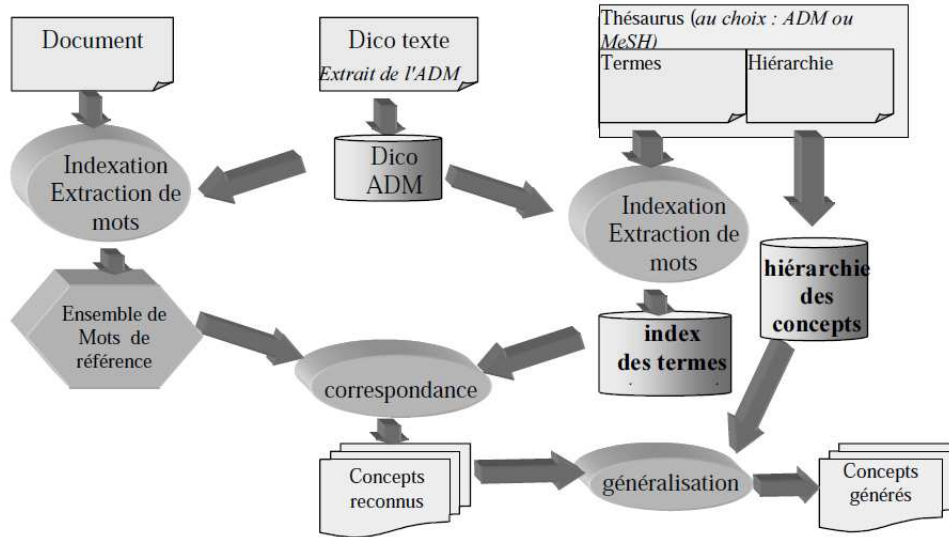 Document
Dico texte
Extrait de l'ADM
Thésaurus (au choix : ADM ou
MeSH)
Termes
Hiérarchie
Indexation
Extraction de
mots
Dico
ADM
Indexation
Extraction de
mots
hiérarchie
des
concepts
Ensemble de
Mots de
référence
index
des termes
correspondance
Concepts
reconnus
généralisation
Concepts
générés